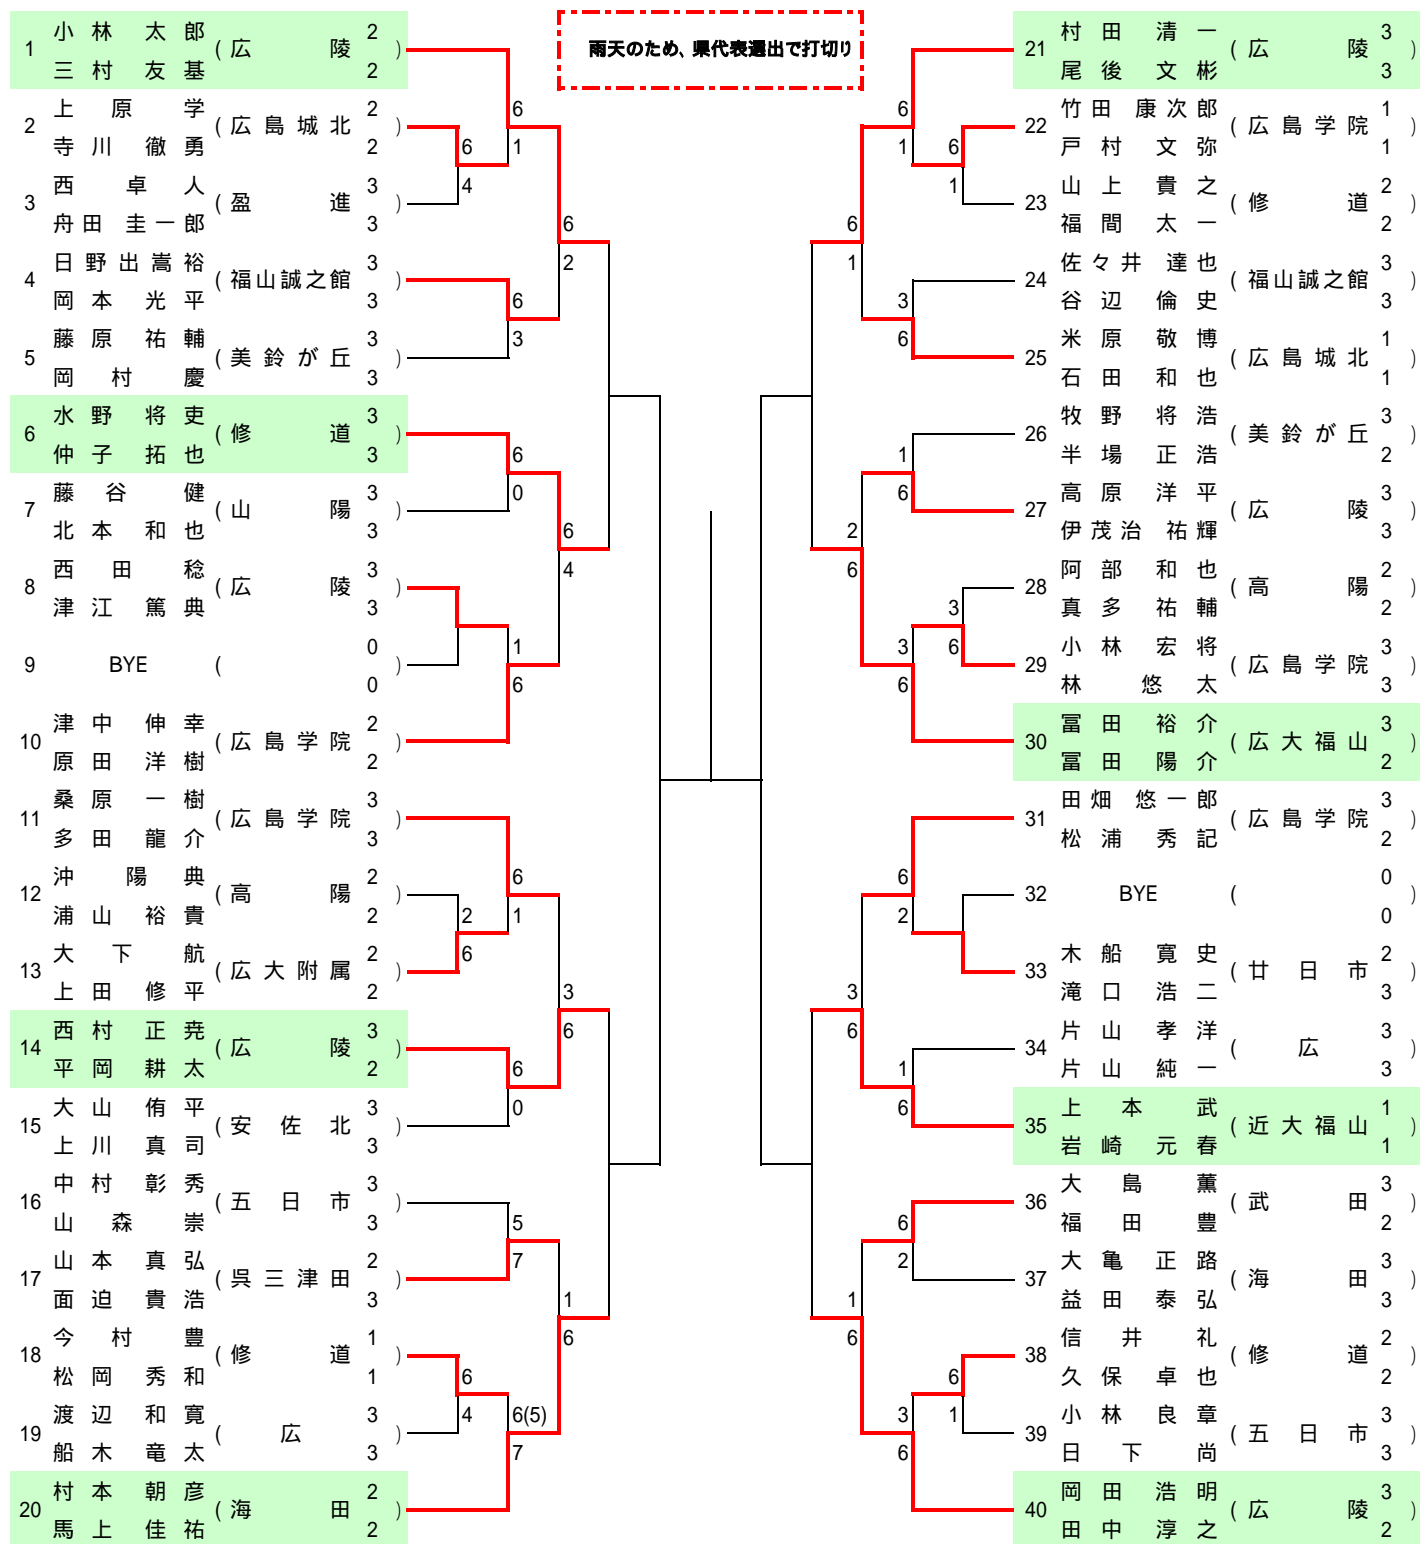 雨天のため、県代表選出で打切り
1 小林 太郎 2 (広陵) 三村 友基 2
2 上原 学 2 (広島城北) 寺川 徹勇 2
3 西 卓人 3 (盈進) 舟田 圭一郎 3
4 日野出嵩裕 3 (福山誠之館) 岡本 光平 3
5 藤原 祐輔 3 (美鈴が丘) 岡村 慶 3
6 水野 将吏 3 (修道) 仲子 拓也 3
7 藤谷 健 3 (山陽) 北本 和也 3
8 西田 稔 3 (広陵) 津江 篤典 3
9 BYE 0 ( ) 0
10 津中 伸幸 2 (広島学院) 原田 洋樹 2
11 桑原 一樹 3 (広島学院) 多田 龍介 3
12 沖 陽典 2 (高陽) 浦山 裕貴 2
13 大下 航 2 (広大附属) 上田 修平 2
14 西村 正尭 3 (広陵) 平岡 耕太 2
15 大山 侑平 3 (安佐北) 上川 真司 3
16 中村 彰秀 3 (五日市) 山森 崇 3
17 山本 真弘 2 (呉三津田) 面迫 貴浩 3
18 今村 豊 1 (修道) 松岡 秀和 1
19 渡辺 和寛 3 (広) 船木 竜太 3
20 村本 朝彦 2 (海田) 馬上 佳祐 2
6 1
6 4
6 2
6 3
6 0
6 4
1 6
6 1
2 6
3 6
6 0
5 7
1 6
6 4
6(5) 7
21 村田 清一 3 (広陵) 尾後 文彬 3
22 竹田 康次郎 1 (広島学院) 戸村 文弥 1
23 山上 貴之 2 (修道) 福間 太一 2
24 佐々井 達也 3 (福山誠之館) 谷辺 倫史 3
25 米原 敬博 1 (広島城北) 石田 和也 1
26 牧野 将浩 3 (美鈴が丘) 半場 正浩 2
27 高原 洋平 3 (広陵) 伊茂治 祐輝 3
28 阿部 和也 2 (高陽) 真多 祐輔 2
29 小林 宏将 3 (広島学院) 林 悠太 3
30 冨田 裕介 3 (広大福山) 冨田 陽介 2
31 田畑 悠一郎 3 (広島学院) 松浦 秀記 2
32 BYE 0 ( ) 0
33 木船 寛史 2 (廿日市) 滝口 浩二 3
34 片山 孝洋 3 (広) 片山 純一 3
35 上本 武 1 (近大福山) 岩崎 元春 1
36 大島 薫 3 (武田) 福田 豊 2
37 大亀 正路 3 (海田) 益田 泰弘 3
38 信井 礼 2 (修道) 久保 卓也 2
39 小林 良章 3 (五日市) 日下 尚 3
40 岡田 浩明 3 (広陵) 田中 淳之 2
6 1
6 1
6 1
3 6
1 6
2 6
3 6
3 6
6 2
3 6
1 6
6 2
1 6
6 1
3 6